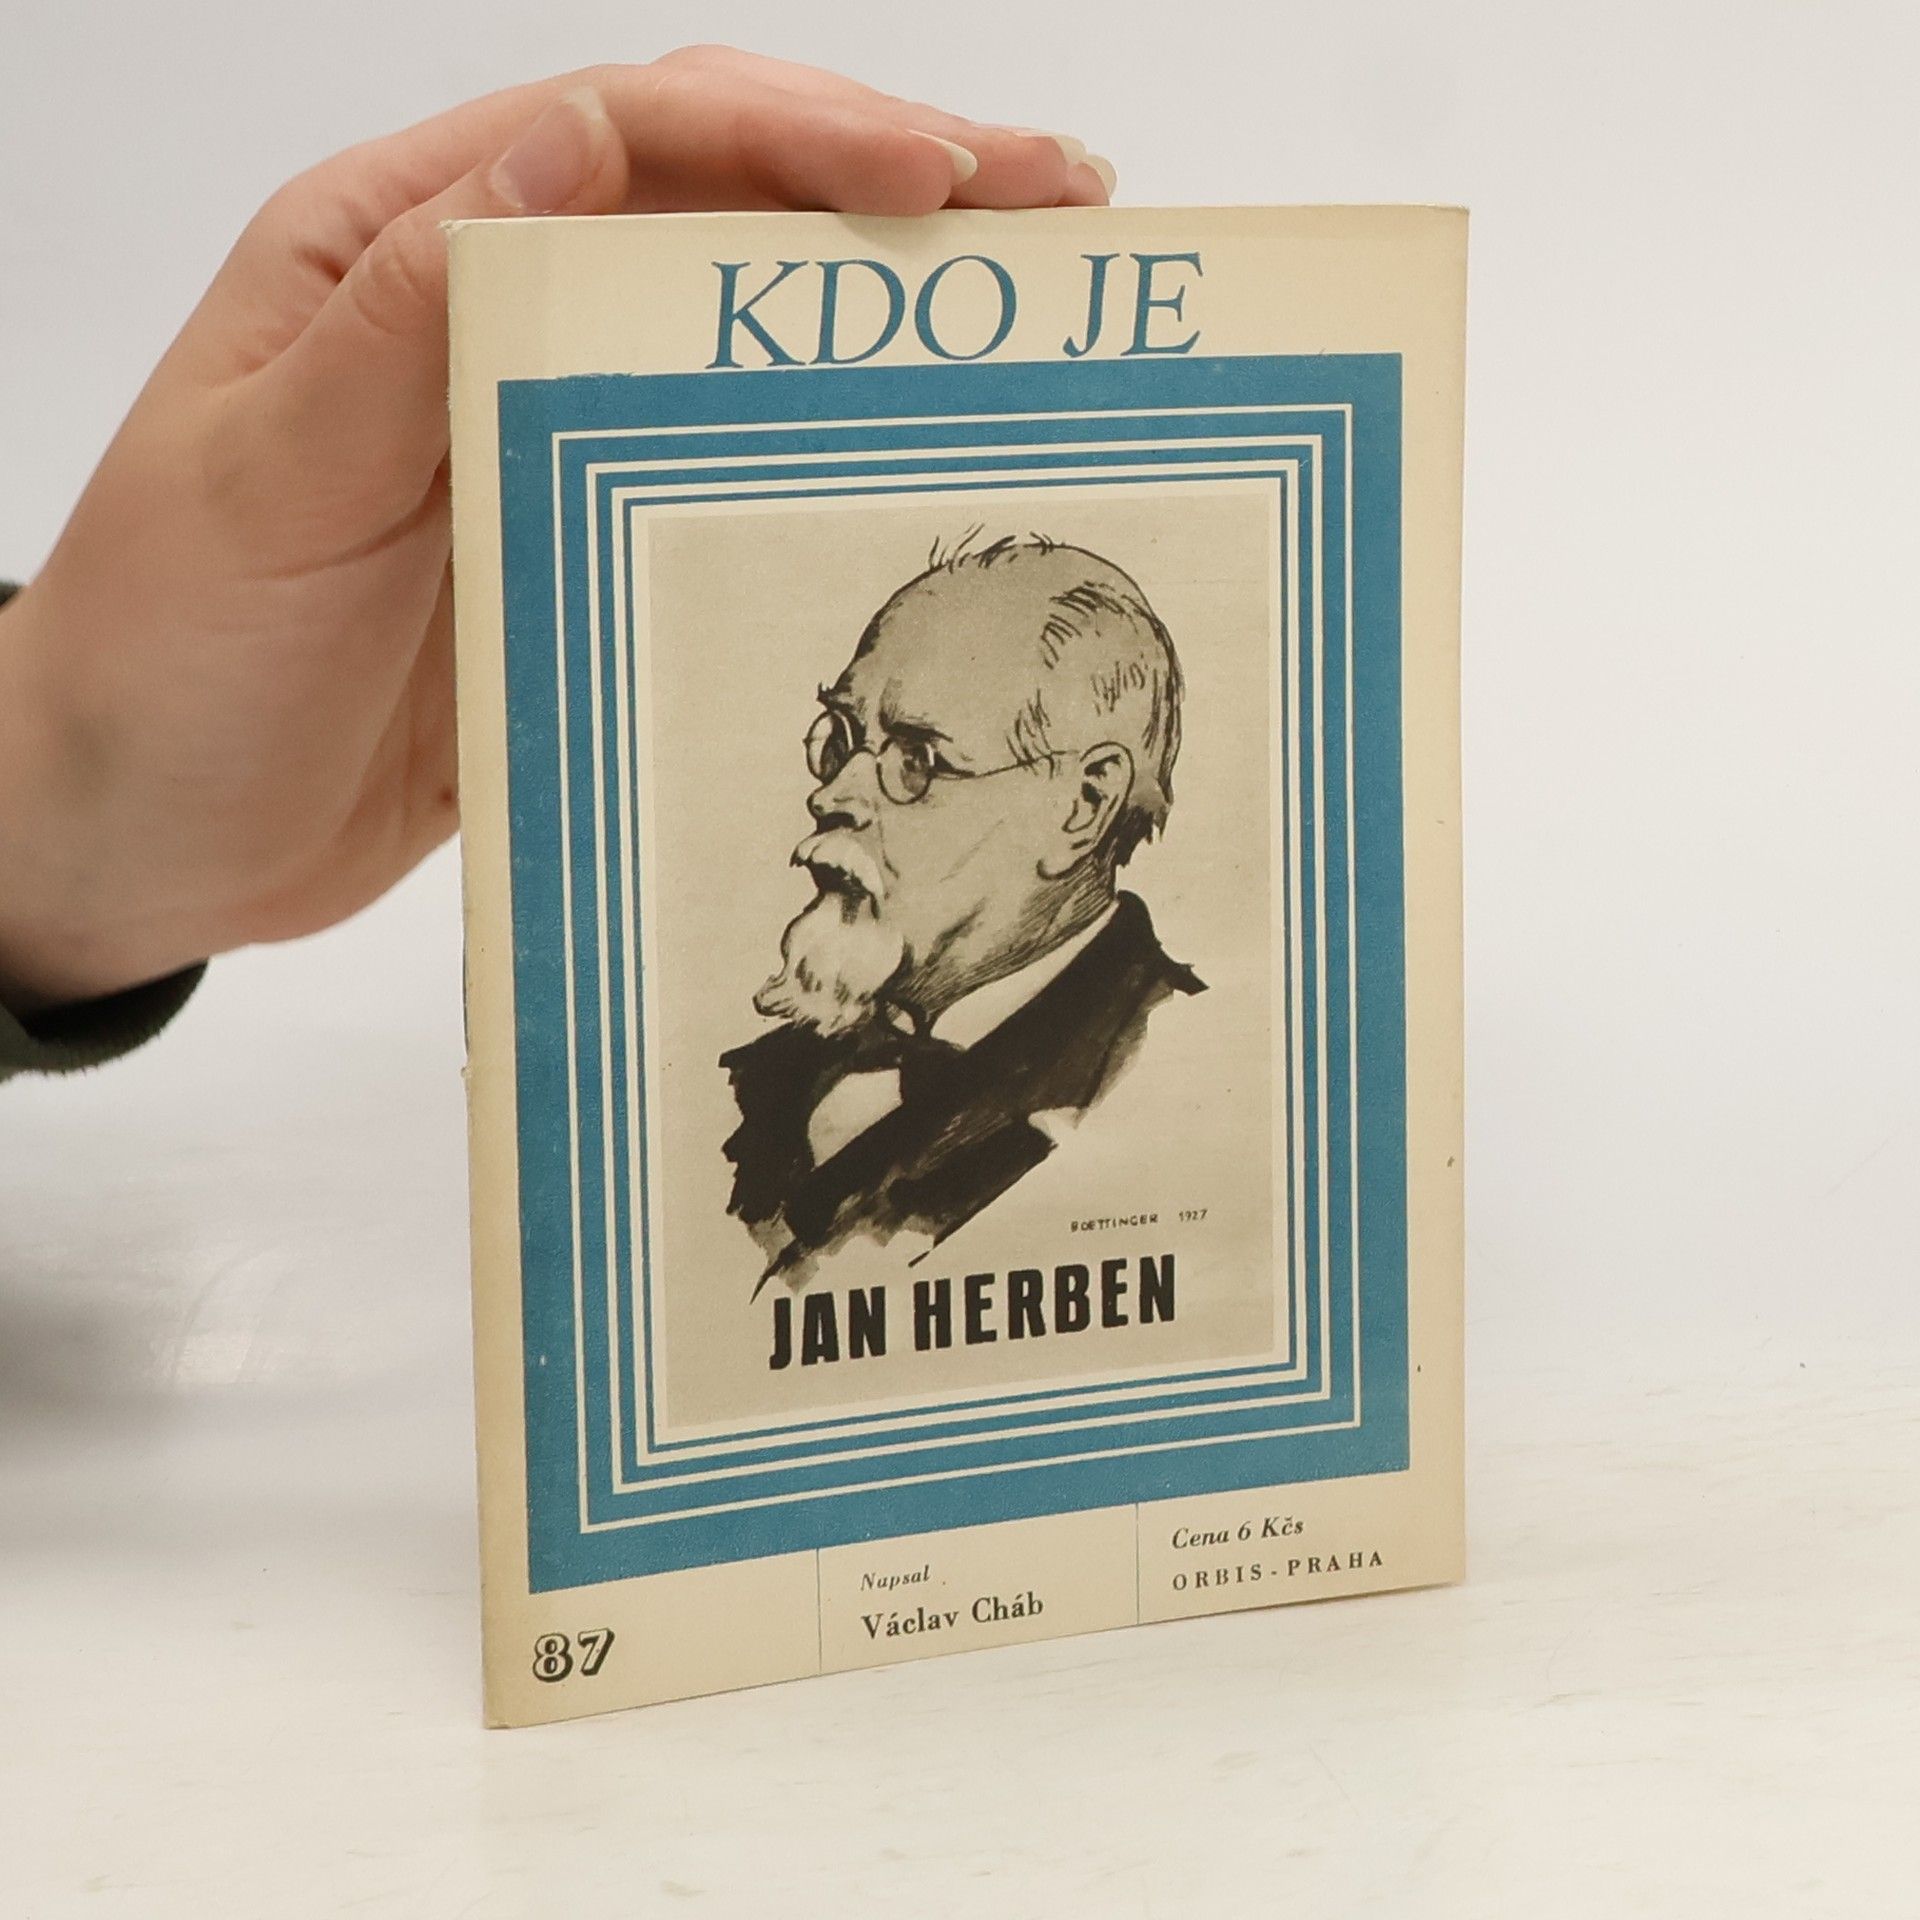 KDO JE
BOETTINGER 1927
JAN HERBEN
87
Napsal
Václav Cháb
Cena 6 Kčs
ORBIS - PRAHA